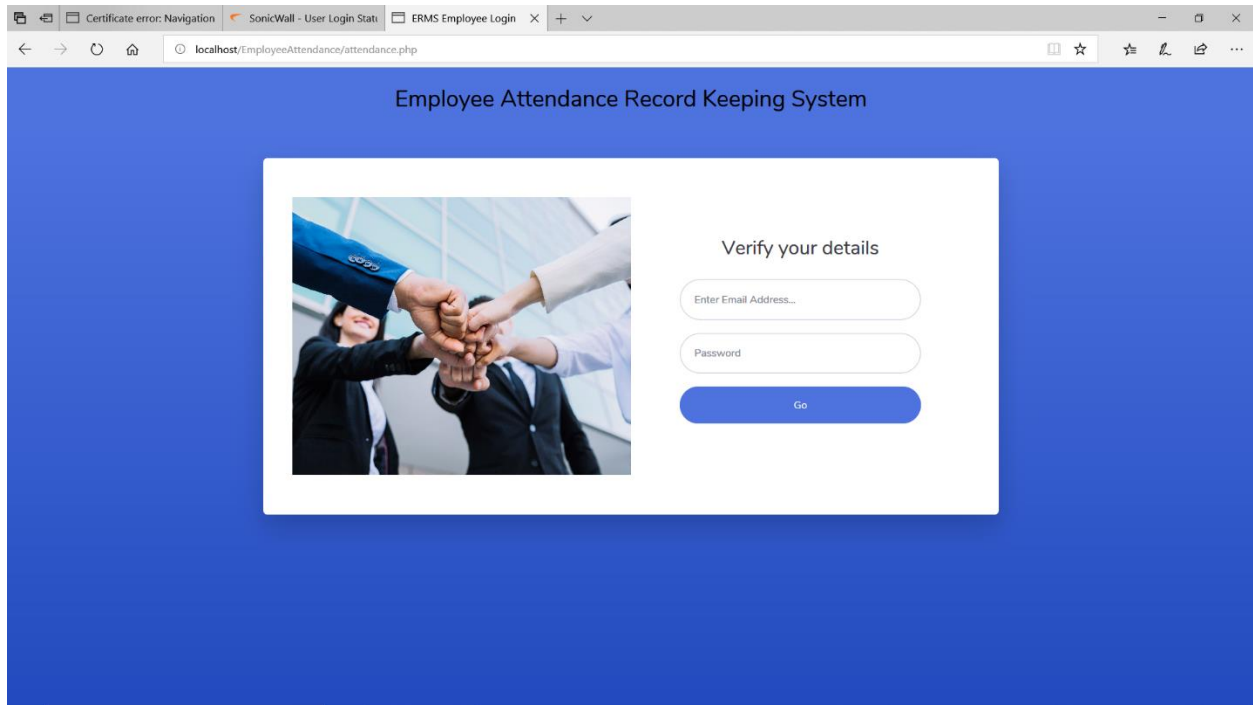 Certificate error: Navigation
SonicWall - User Login Statu
ERMS Employee Login
localhost/EmployeeAttendance/attendance.php
Employee Attendance Record Keeping System
Verify your details
Enter Email Address...
Password
Go